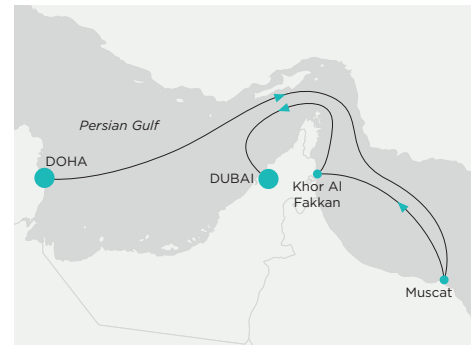 Persian Gulf
DOHA
DUBAI
Khor Al
Fakkan
Muscat